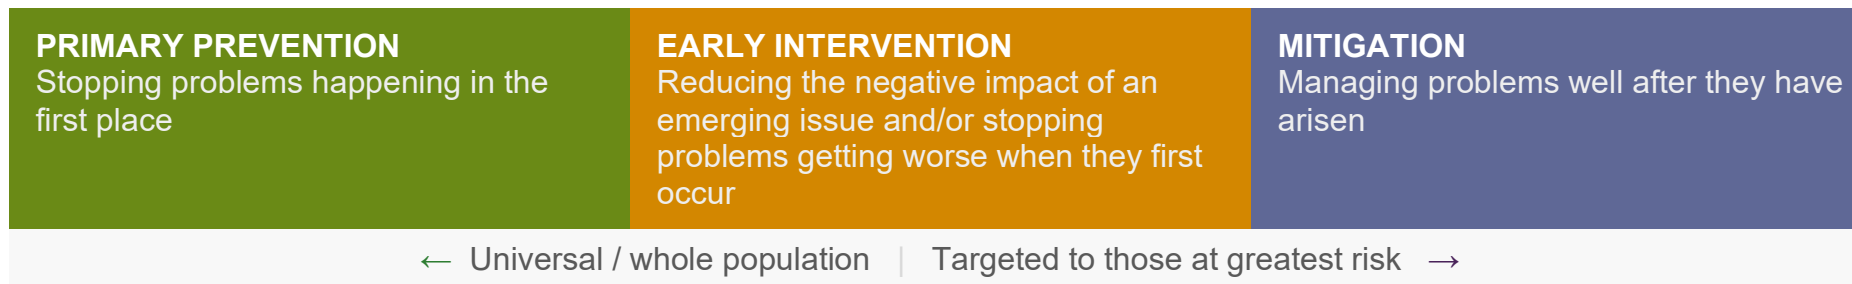 PRIMARY PREVENTION
Stopping problems happening in the
first place
EARLY INTERVENTION
Reducing the negative impact of an
emerging issue and/or stopping
problems getting worse when they first
occur
MITIGATION
Managing problems well after they have
arisen
← Universal / whole population | Targeted to those at greatest risk →